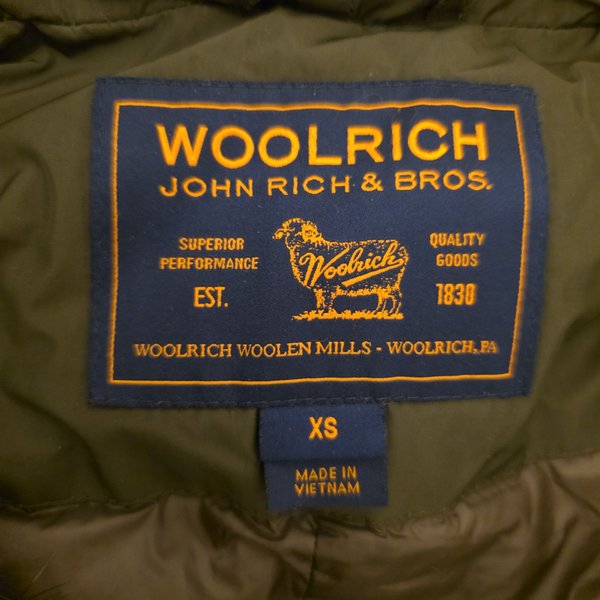 WOOLRICH
JOHN RICH & BROS.
SUPERIOR
PERFORMANCE
EST.
Woolrich
QUALITY
GOODS
1830
WOOLRICH WOOLEN MILLS - WOOLRICH, PA
XS
MADE IN
VIETNAM